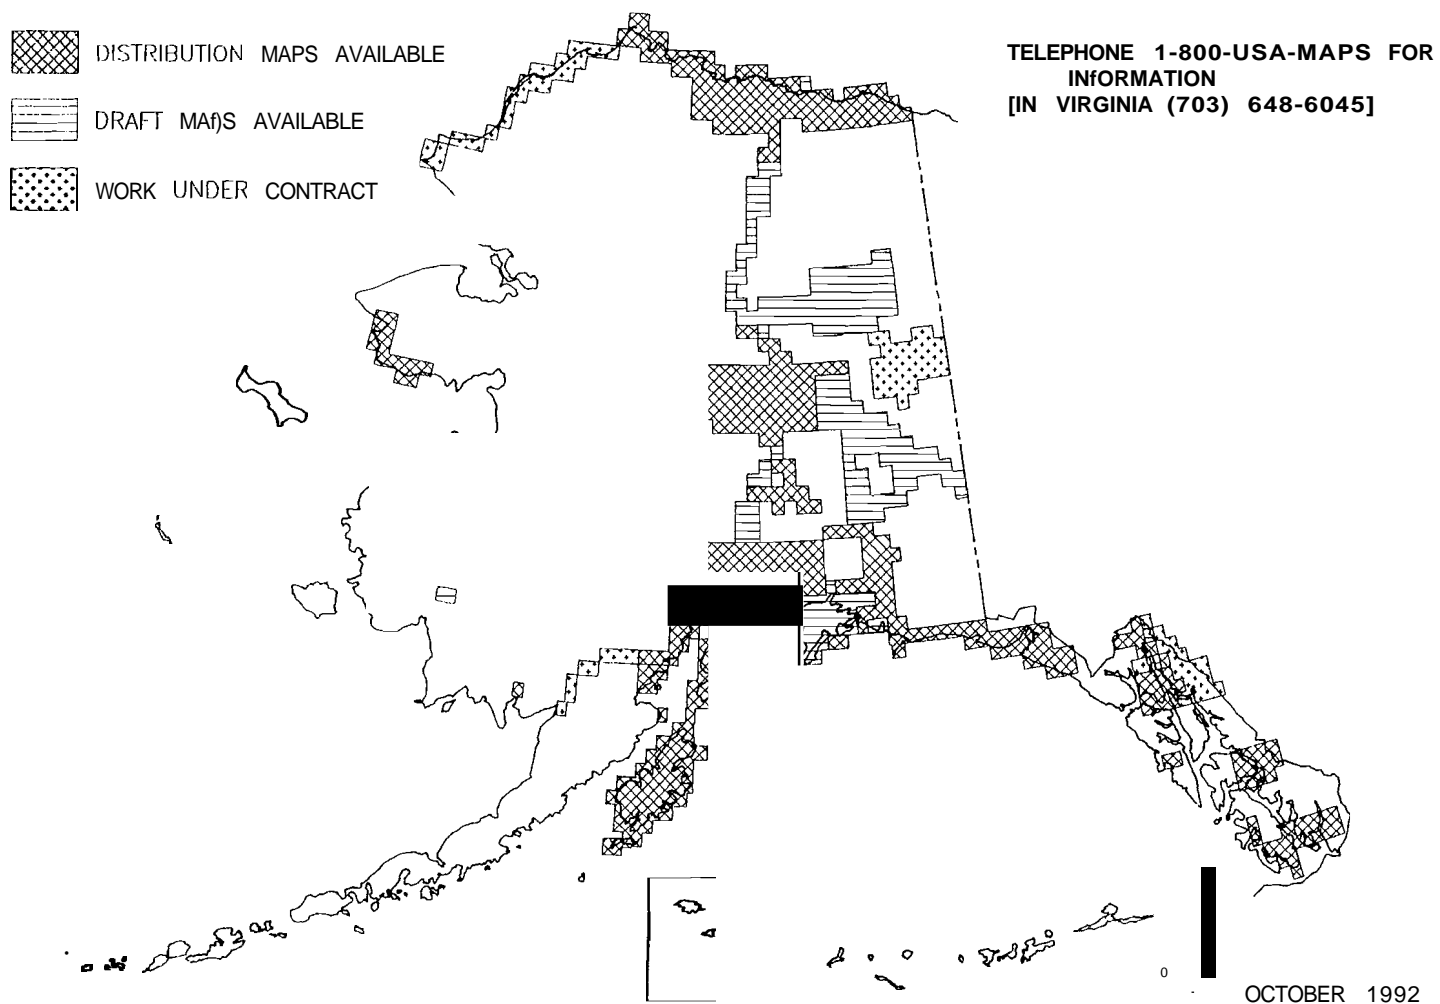 DISTRIBUTION MAPS AVAILABLE
DRAFT MAf)S AVAILABLE
WORK UNDER CONTRACT
TELEPHONE 1-800-USA-MAPS FOR
INfORMATION
[IN VIRGINIA (703) 648-6045]
0
OCTOBER 1992